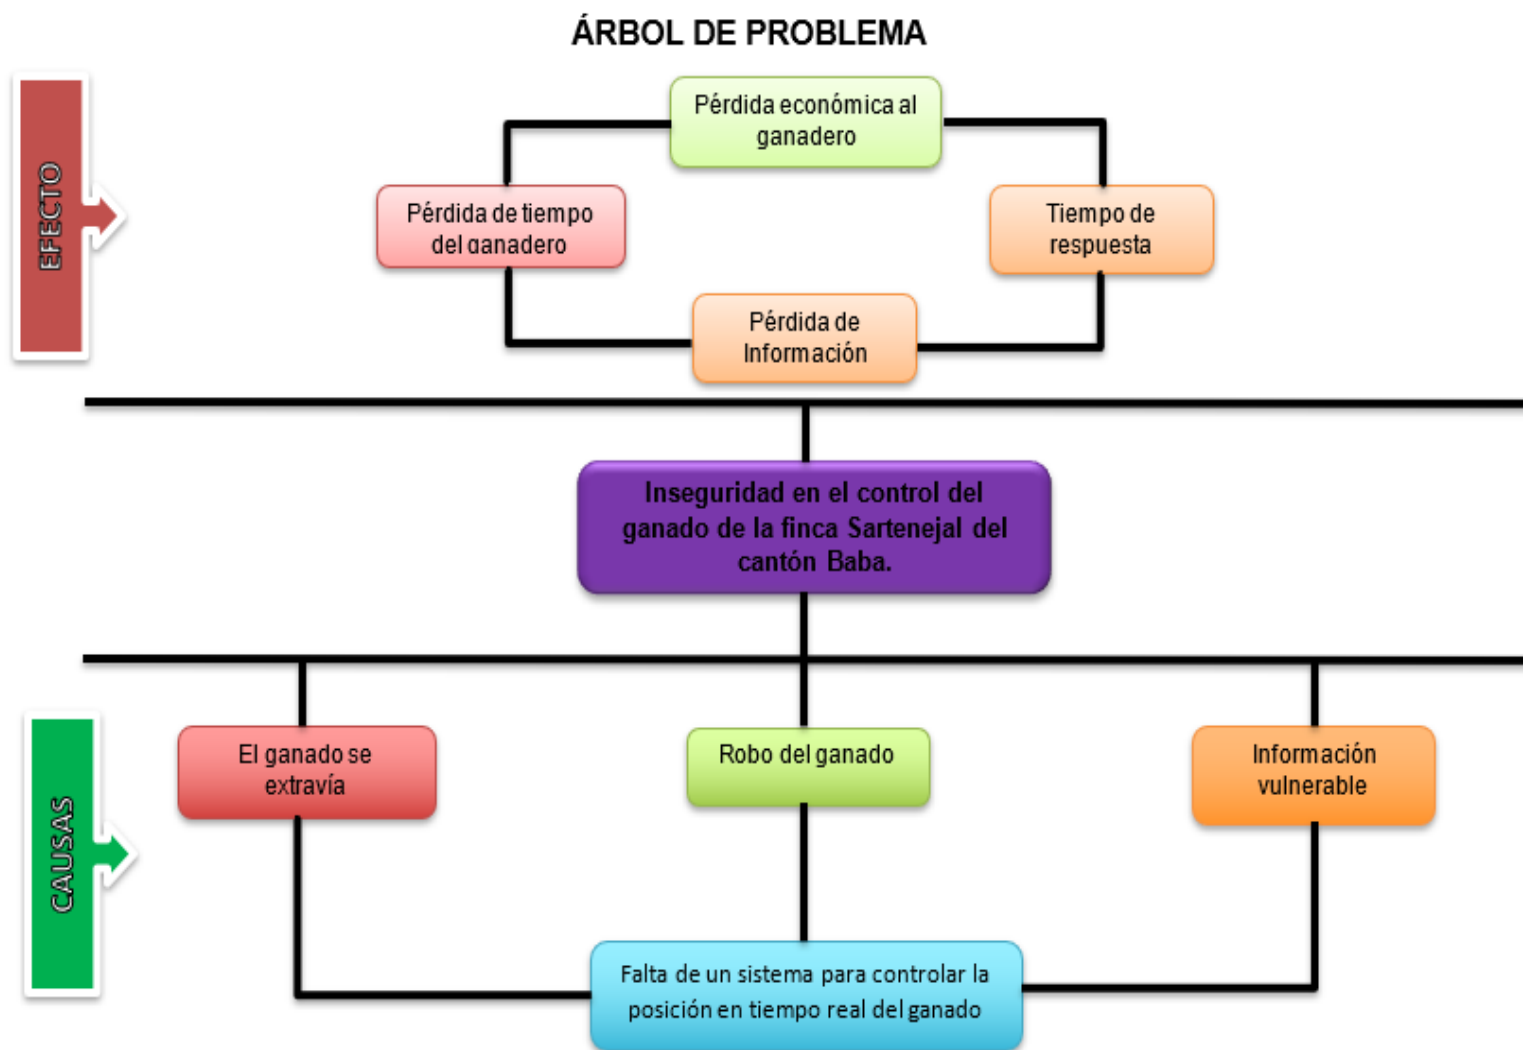 ÁRBOL DE PROBLEMA
EFECTO
Pérdida económica al
ganadero
Pérdida de tiempo
del ganadero
Tiempo de
respuesta
Pérdida de
Información
Inseguridad en el control del
ganado de la finca Sartenejal del
cantón Baba.
CAUSAS
El ganado se
extravía
Robo del ganado
Información
vulnerable
Falta de un sistema para controlar la
posición en tiempo real del ganado